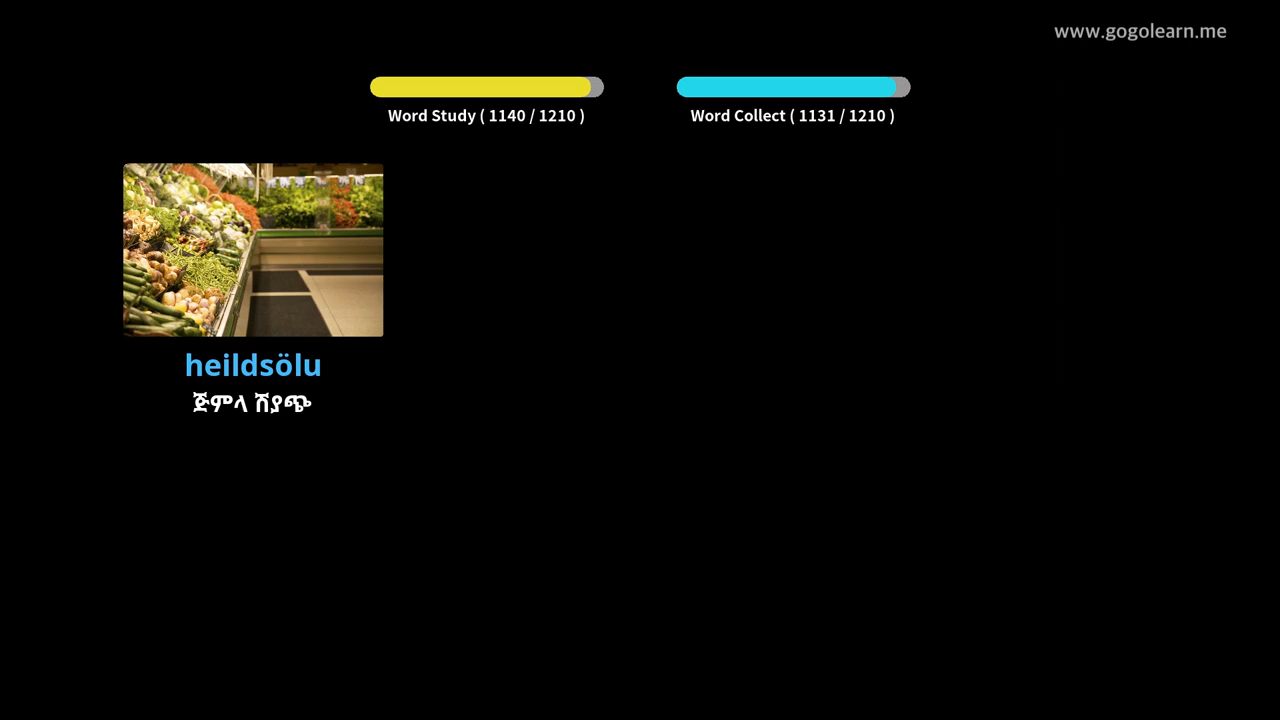 www.gogolearn.me
Word Study ( 1140 / 1210 )
Word Collect ( 1131 / 1210 )
heildsölu
ጅምላ ሽያጭ